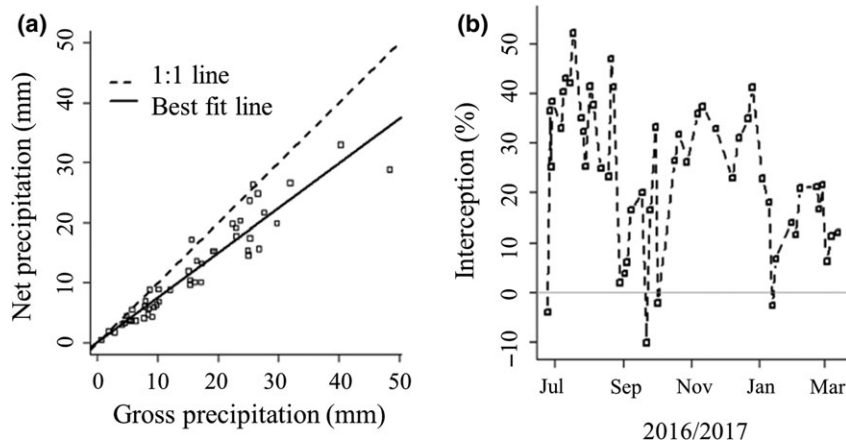 (a)
Net precipitation (mm)
50
40
30
20
10
0
1:1 line
Best fit line
0 10 20 30 40 50
Gross precipitation (mm)
(b)
Interception (%)
50
40
30
20
10
0
−10
Jul Sep Nov Jan Mar
2016/2017